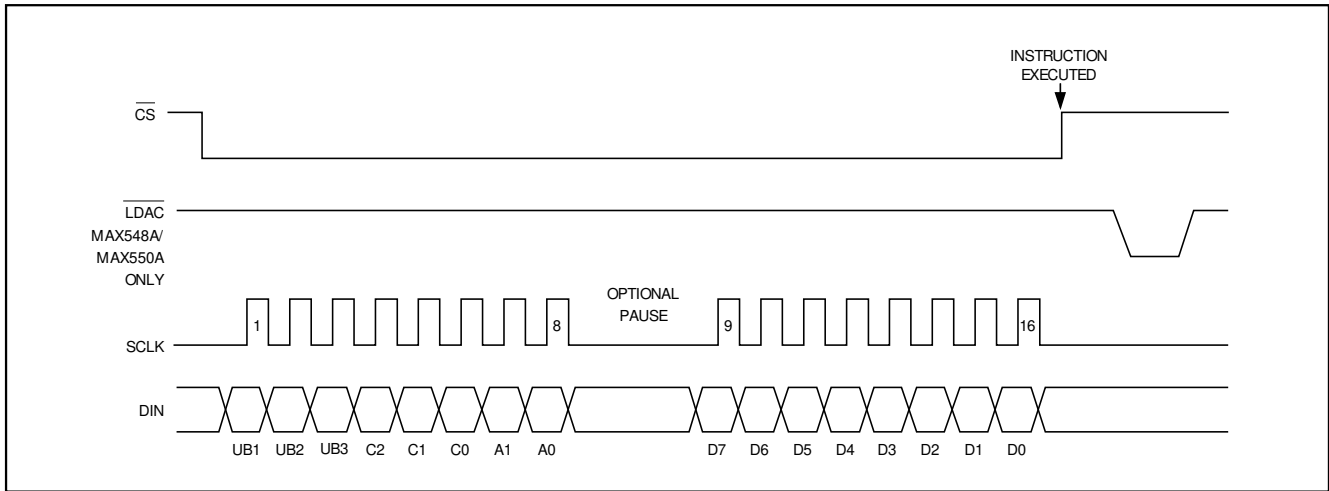 INSTRUCTION
EXECUTED
CS
LDAC
MAX548A/
MAX550A
ONLY
OPTIONAL
PAUSE
1
8
9
16
SCLK
DIN
UB1 UB2 UB3 C2 C1 C0 A1 A0 D7 D6 D5 D4 D3 D2 D1 D0